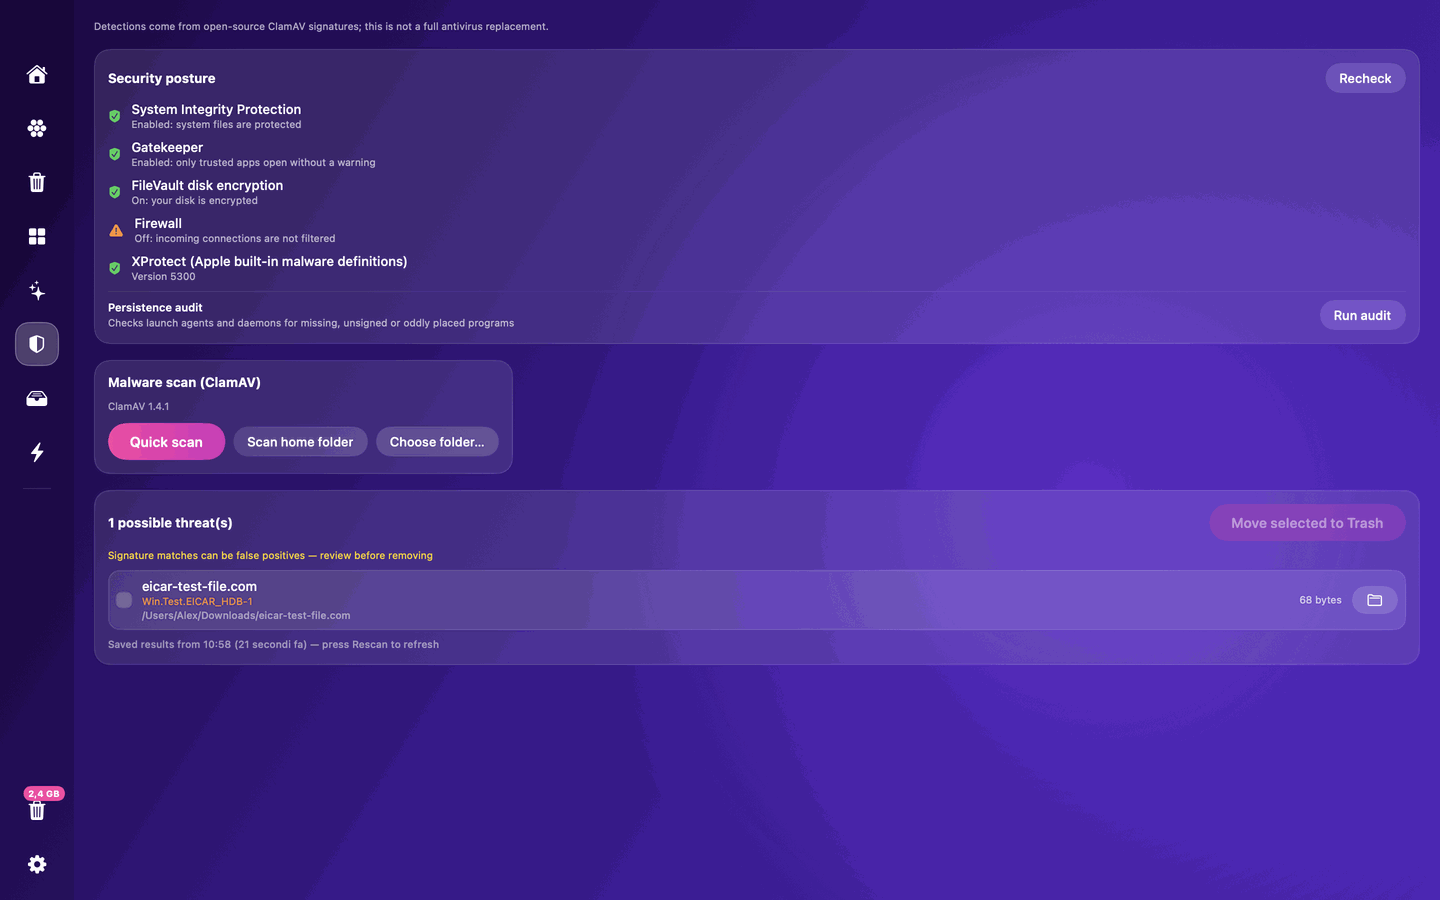 Detections come from open-source ClamAV signatures; this is not a full antivirus replacement.
Security posture
Recheck
System Integrity Protection
Enabled: system files are protected
Gatekeeper
Enabled: only trusted apps open without a warning
FileVault disk encryption
On: your disk is encrypted
Firewall
Off: incoming connections are not filtered
XProtect (Apple built-in malware definitions)
Version 5300
Persistence audit
Checks launch agents and daemons for missing, unsigned or oddly placed programs
Run audit
Malware scan (ClamAV)
ClamAV 1.4.1
Quick scan
Scan home folder
Choose folder...
1 possible threat(s)
Move selected to Trash
Signature matches can be false positives — review before removing
eicar-test-file.com
Win.Test.EICAR_HDB-1
/Users/Alex/Downloads/eicar-test-file.com
68 bytes
Saved results from 10:58 (21 secondi fa) — press Rescan to refresh
2,4 GB